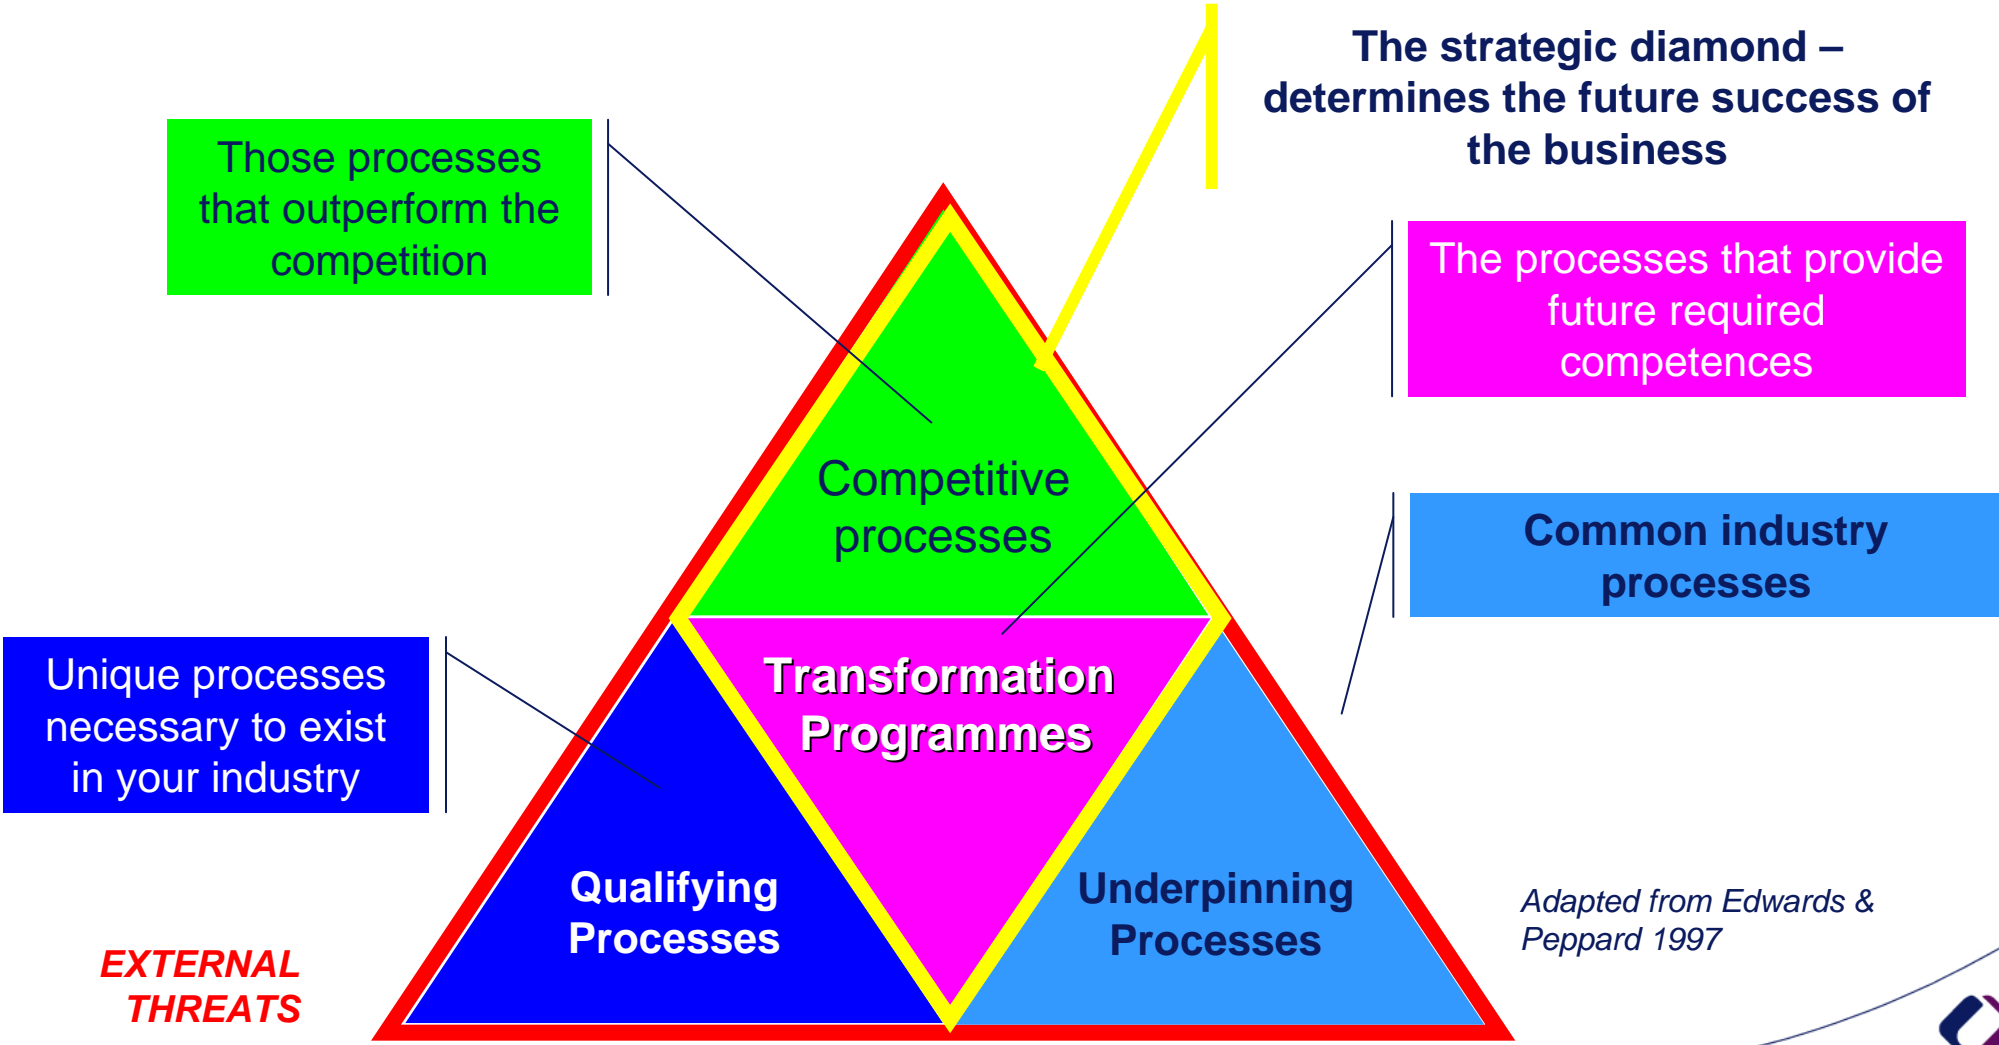 The strategic diamond –
determines the future success of
the business
Those processes
that outperform the
competition
The processes that provide
future required
competences
Competitive
processes
Common industry
processes
Unique processes
necessary to exist
in your industry
Transformation
Programmes
Qualifying
Processes
Underpinning
Processes
Adapted from Edwards &
Peppard 1997
EXTERNAL
THREATS